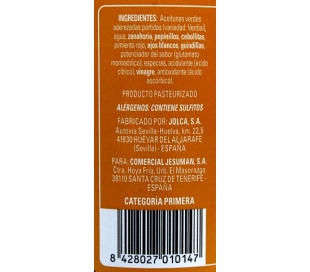 INGREDIENTES: Aceitunas verdes
aderezadas partidas (variedad: Verdial),
agua, zanahoria, pepinillos, cebollitas,
pimiento rojo, ajos blancos, guindillas,
potenciador del sabor (glutamato
monosódico), especias, acidulante (ácido
cítrico), vinagre, antioxidante (ácido
ascórbico).
PRODUCTO PASTEURIZADO
ALÉRGENOS: CONTIENE SULFITOS
FABRICADO POR: JOLCA, S.A.
Autovía Sevilla-Huelva, km. 22,5
41830 HUEVAR DEL ALJARAFE
(Sevilla) - ESPAÑA
PARA: COMERCIAL JESUMAN, S.A.
Ctra. Hoya Fría, Urb. El Mayorazgo
38110 SANTA CRUZ DE TENERIFE -
ESPAÑA
CATEGORÍA PRIMERA
8 428027 010147 >